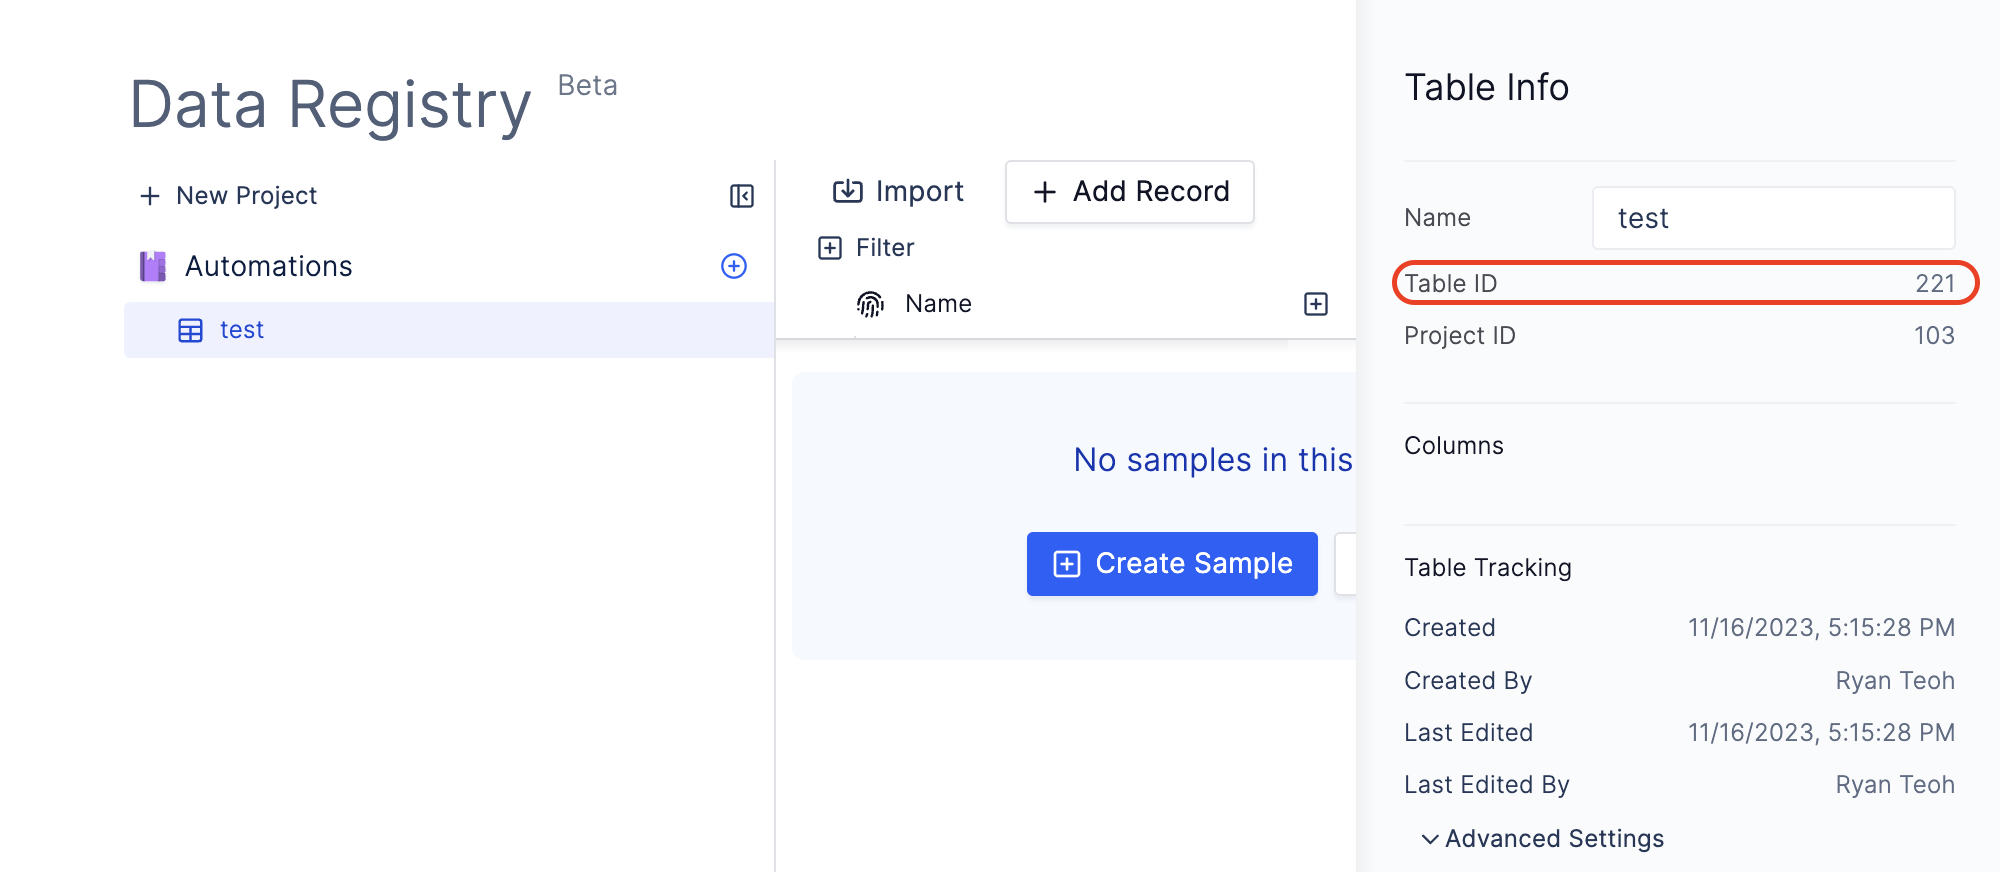 Data Registry Beta
New Project
Automations
test
Import
Add Record
Filter
Name
No samples in this
Create Sample
Table Info
Name test
Table ID 221
Project ID 103
Columns
Table Tracking
Created 11/16/2023, 5:15:28 PM
Created By Ryan Teoh
Last Edited 11/16/2023, 5:15:28 PM
Last Edited By Ryan Teoh
Advanced Settings